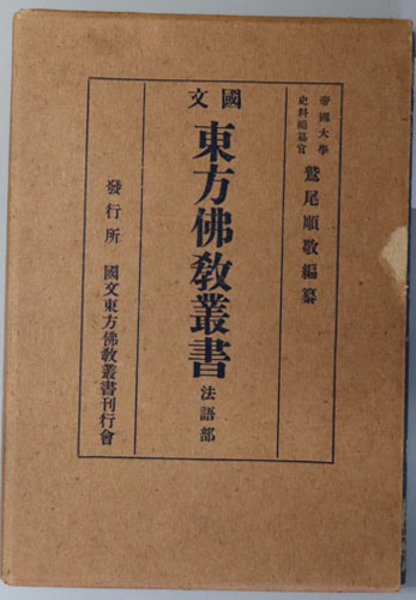 帝國大學
史料編纂官
鷲尾順敬編纂
國文
東方佛敎叢書
法語部
發行所
國文東方佛敎叢書刊行會